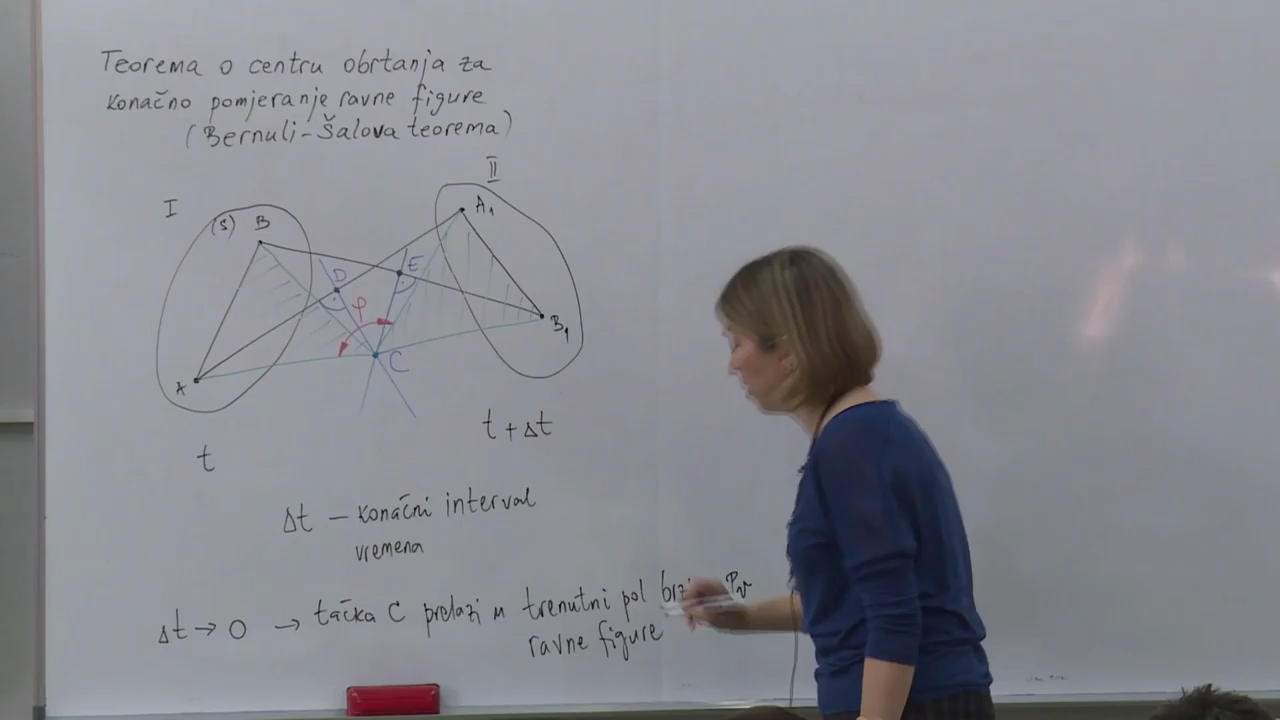 Teorema o centru obrtanja za
konačno pomjeranje ravne figure
(Bernuli-Šalova teorema)
I
II
(S) B
A₁
D
E
φ
B₁
A
C
t
t + Δt
Δt – konačni interval
vremena
Δt → 0 → tačka C prelazi u trenutni pol Pv
ravne figure